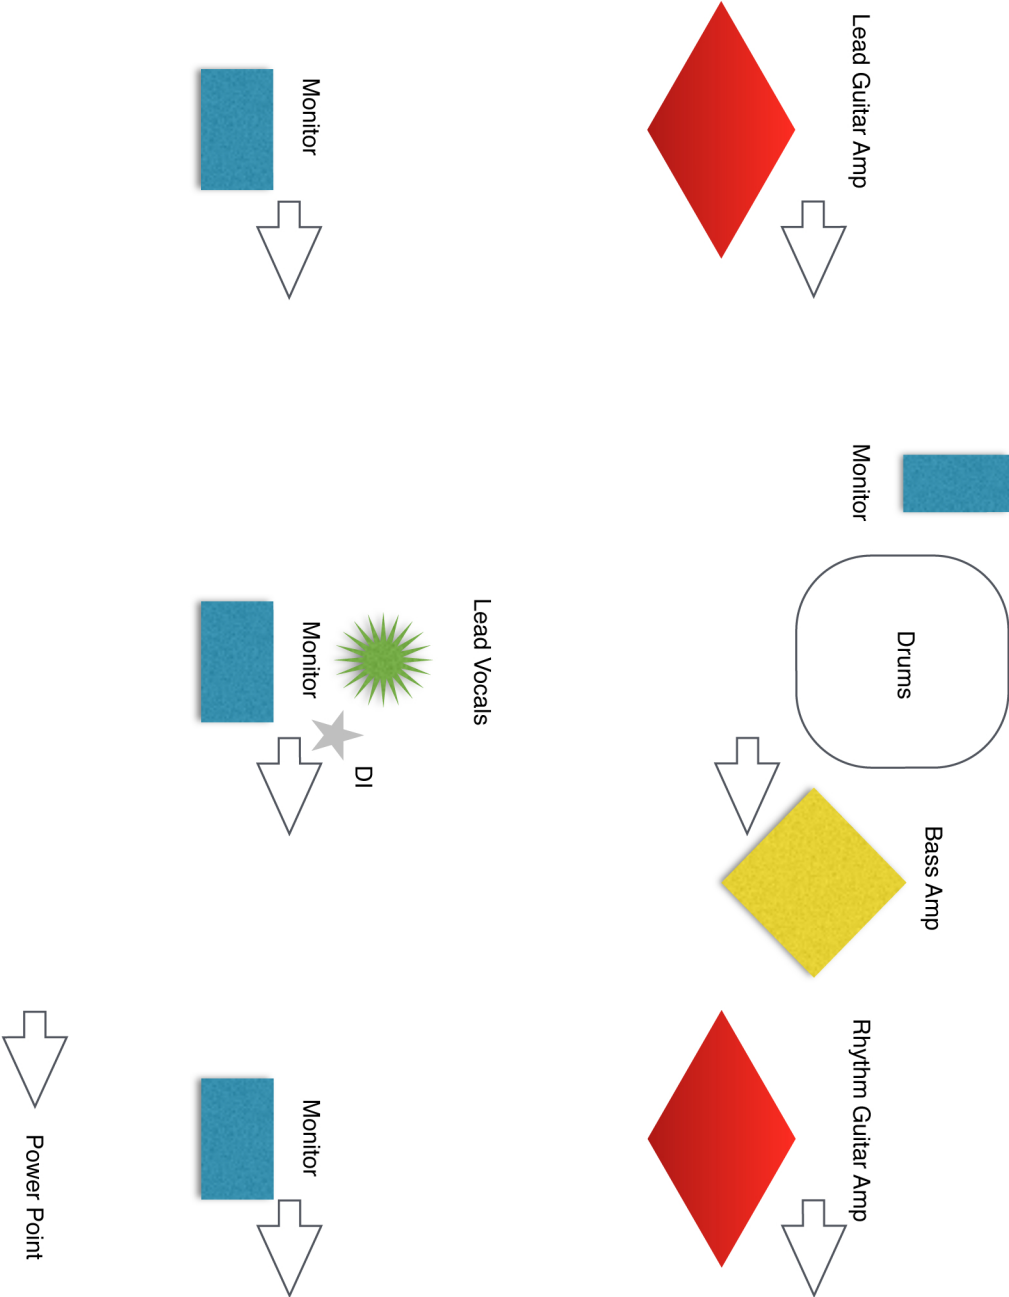 Bass Amp
Drums
Lead Guitar Amp
Monitor
Rhythm Guitar Amp
Lead Vocals
DI
Monitor
Monitor
Monitor
Power Point